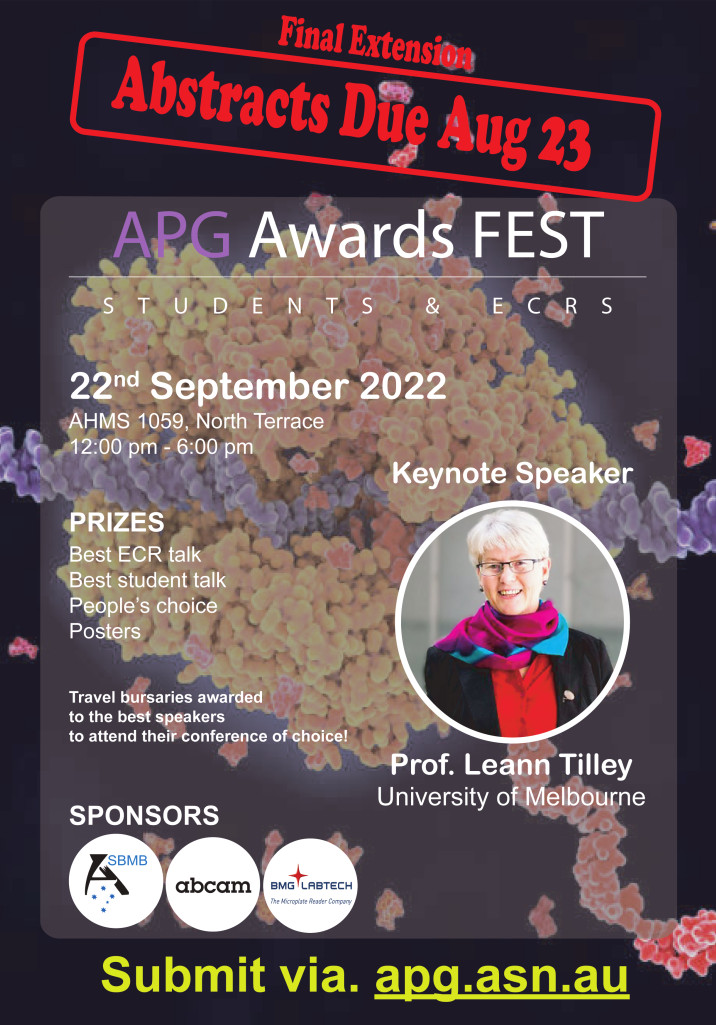 Final Extension
Abstracts Due Aug 23
APG Awards FEST
STUDENTS & ECRS
22nd September 2022
AHMS 1059, North Terrace
12:00 pm - 6:00 pm
Keynote Speaker
PRIZES
Best ECR talk
Best student talk
People's choice
Posters
Travel bursaries awarded
to the best speakers
to attend their conference of choice!
Prof. Leann Tilley
University of Melbourne
SPONSORS
ASBMB
abcam
BMG LABTECH
The Microplate Reader Company
Submit via. apg.asn.au